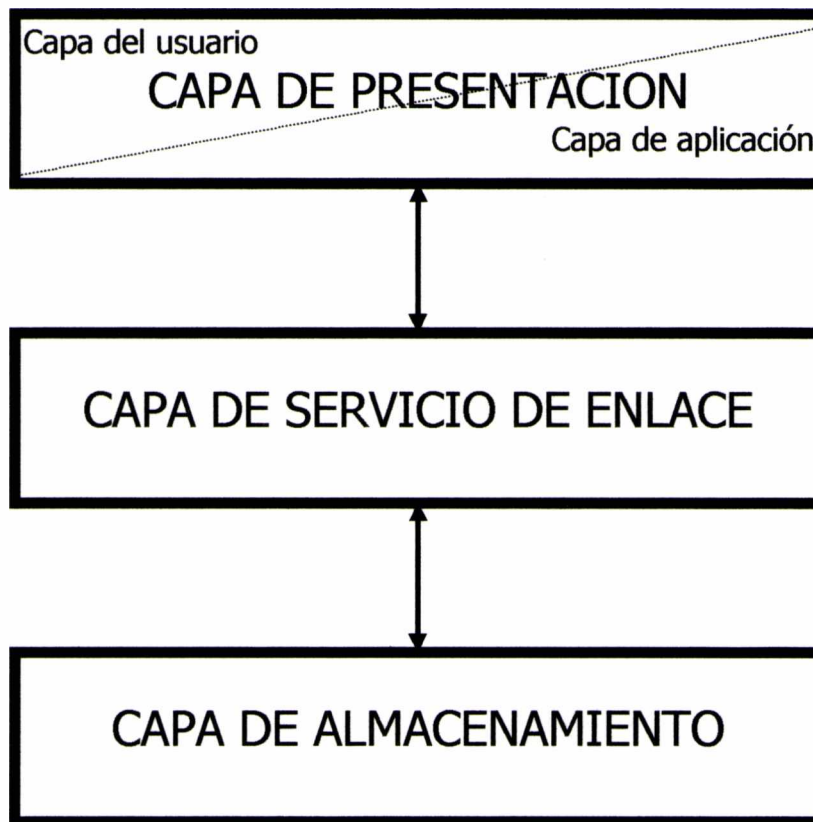 Capa del usuario
CAPA DE PRESENTACION
Capa de aplicación
CAPA DE SERVICIO DE ENLACE
CAPA DE ALMACENAMIENTO